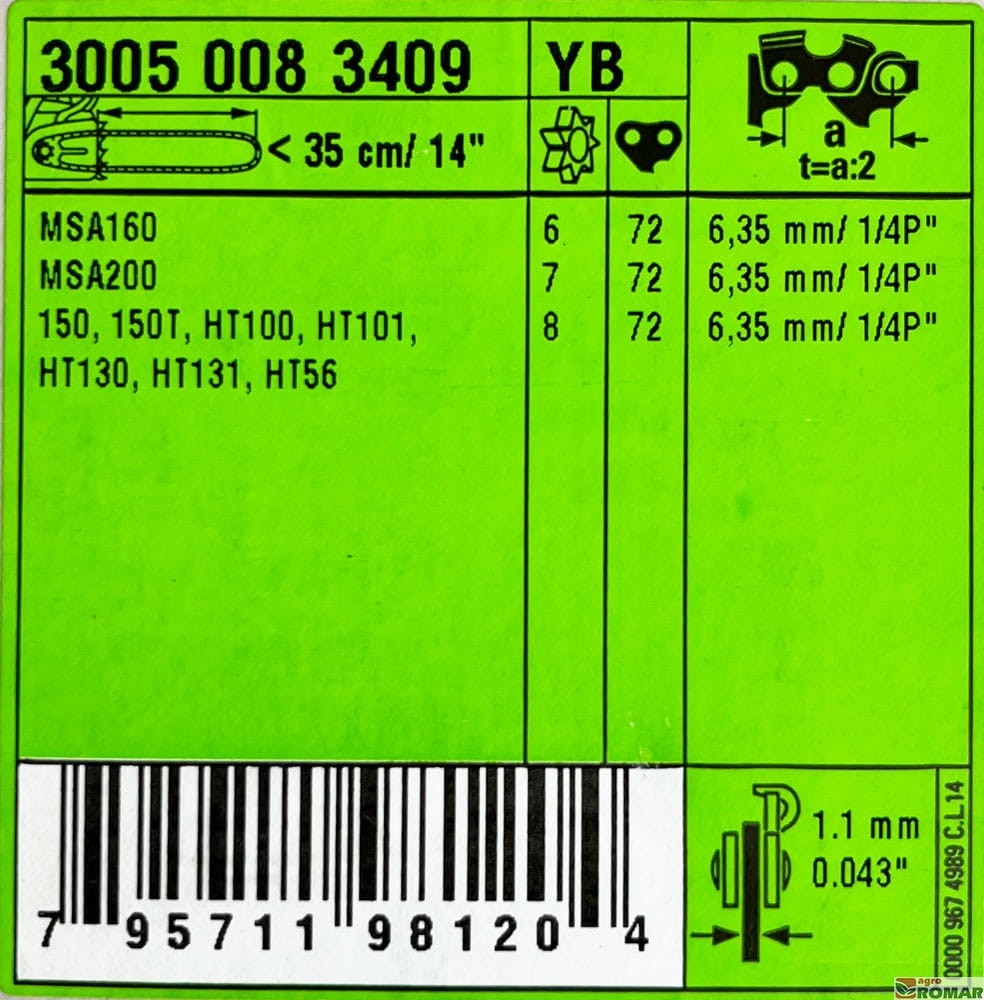 3005 008 3409 YB
< 35 cm/ 14"
a
t=a:2
MSA160 6 72 6,35 mm/ 1/4P"
MSA200 7 72 6,35 mm/ 1/4P"
150, 150T, HT100, HT101, 8 72 6,35 mm/ 1/4P"
HT130, HT131, HT56
1.1 mm
0.043"
0000 967 4989 C.L14
7 95711 98120 4
agro
ROMAR